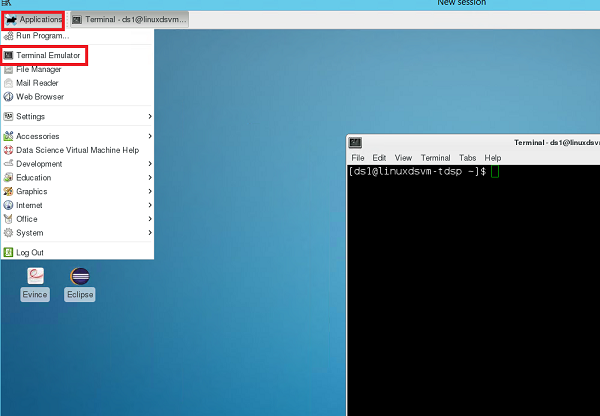 New session
Applications
Terminal - ds1@linuxdsvm...
Run Program...
Terminal Emulator
File Manager
Mail Reader
Web Browser
Settings
Accessories
Data Science Virtual Machine Help
Development
Education
Graphics
Internet
Office
System
Log Out
Evince
Eclipse
Terminal - ds1@linuxdsvm
File Edit View Terminal Tabs Help
[ds1@linuxdsvm-tdsp ~]$